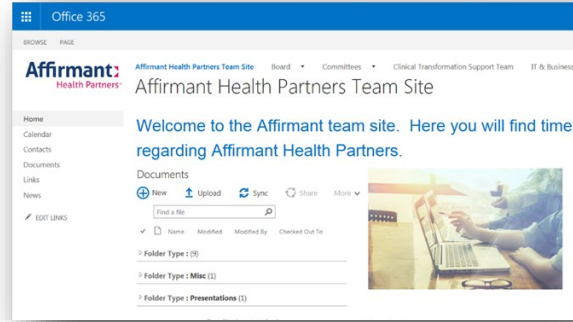 Office 365
BROWSE PAGE
Affirmant
Health Partners
Affirmant Health Partners Team Site Board Committees Clinical Transformation Support Team IT & Business
Affirmant Health Partners Team Site
Home
Calendar
Contacts
Documents
Links
News
EDIT LINKS
Welcome to the Affirmant team site. Here you will find time
regarding Affirmant Health Partners.
Documents
New Upload Sync Share More
Find a file
Name Modified Modified By Checked Out To
Folder Type : (9)
Folder Type : Misc (1)
Folder Type : Presentations (1)